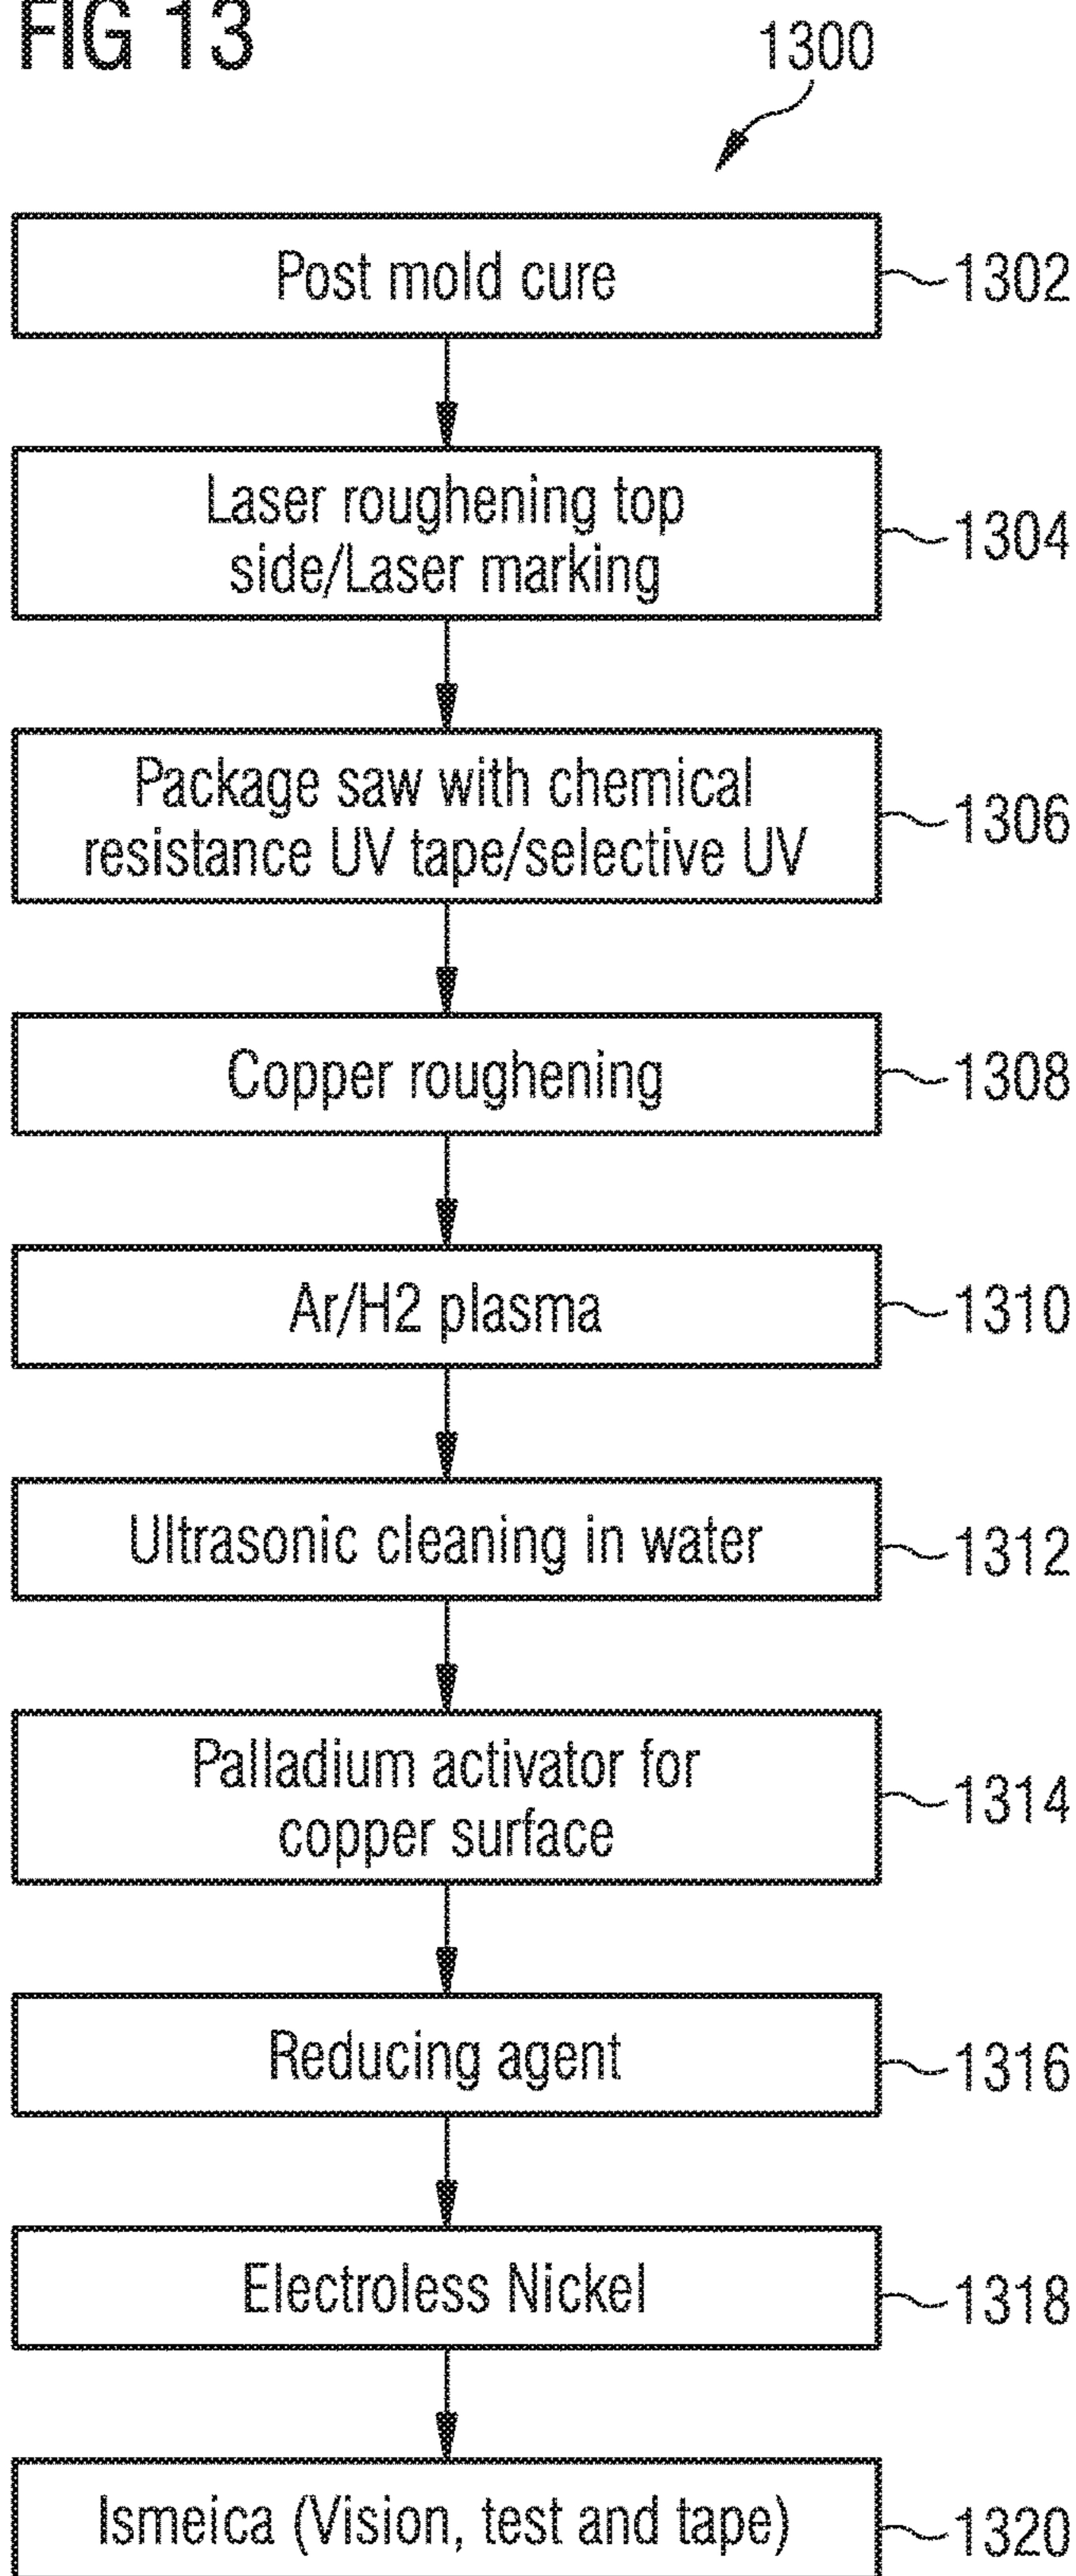 FIG 13
1300
Post mold cure
1302
Laser roughening top
side/Laser marking
1304
Package saw with chemical
resistance UV tape/selective UV
1306
Copper roughening
1308
Ar/H2 plasma
1310
Ultrasonic cleaning in water
1312
Palladium activator for
copper surface
1314
Reducing agent
1316
Electroless Nickel
1318
Ismeica (Vision, test and tape)
1320